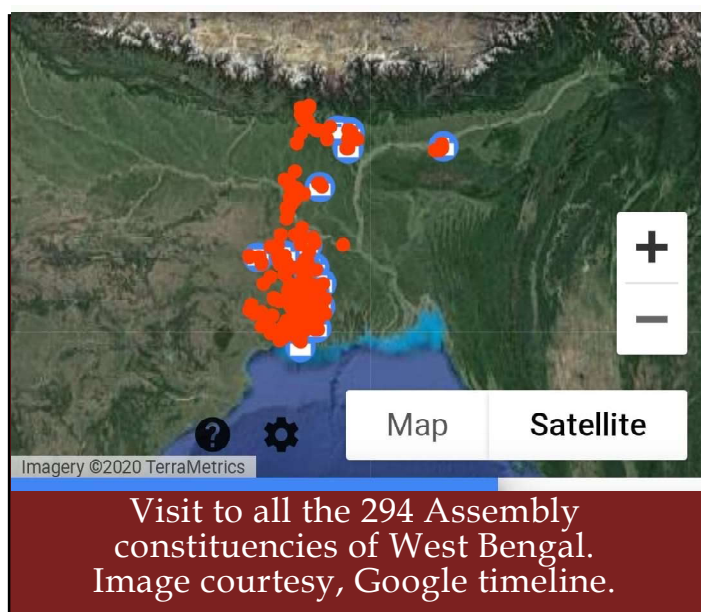 +
−
?
Map Satellite
Imagery ©2020 TerraMetrics
Visit to all the 294 Assembly
constituencies of West Bengal.
Image courtesy, Google timeline.